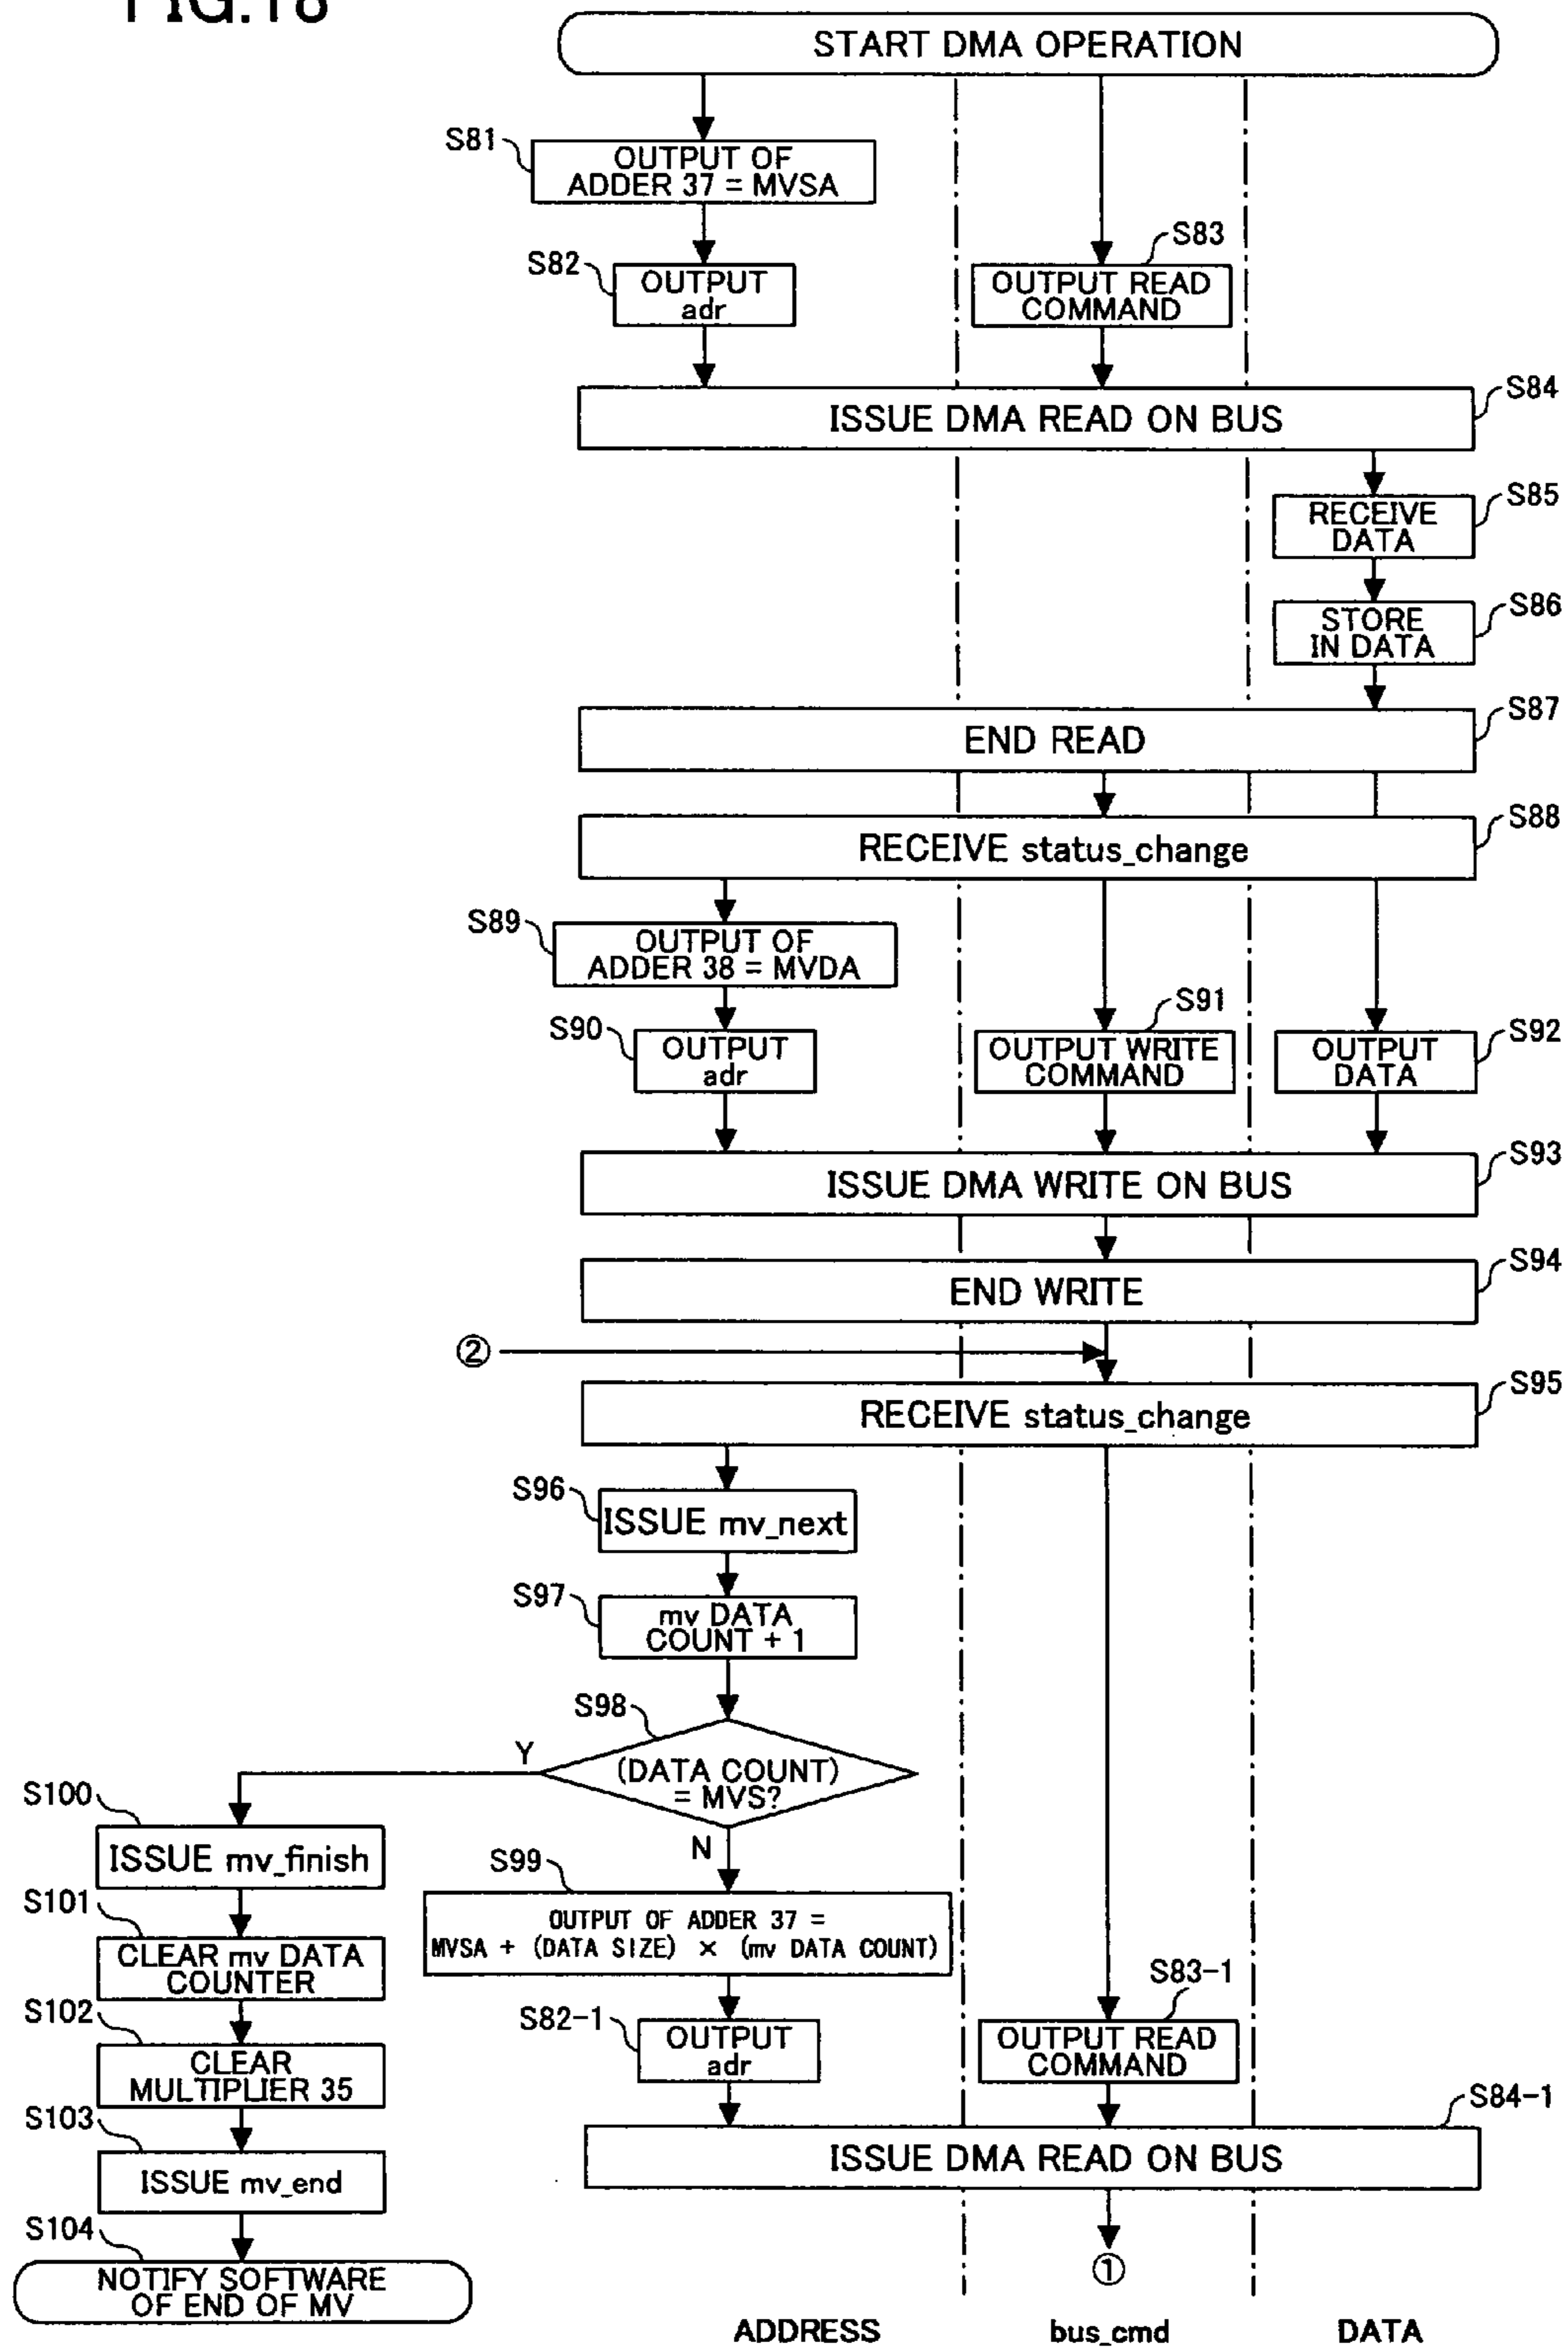 FIG.18
START DMA OPERATION
S81
OUTPUT OF
ADDER 37 = MVSA
S82
OUTPUT
adr
S83
OUTPUT READ
COMMAND
S84
ISSUE DMA READ ON BUS
S85
RECEIVE
DATA
S86
STORE
IN DATA
S87
END READ
S88
RECEIVE status_change
S89
OUTPUT OF
ADDER 38 = MVDA
S90
OUTPUT
adr
S91
OUTPUT WRITE
COMMAND
S92
OUTPUT
DATA
S93
ISSUE DMA WRITE ON BUS
S94
END WRITE
②
S95
RECEIVE status_change
S96
ISSUE mv_next
S97
mv DATA
COUNT + 1
S98
(DATA COUNT)
= MVS?
Y
N
S100
ISSUE mv_finish
S101
CLEAR mv DATA
COUNTER
S102
CLEAR
MULTIPLIER 35
S103
ISSUE mv_end
S104
NOTIFY SOFTWARE
OF END OF MV
S99
OUTPUT OF ADDER 37 =
MVSA + (DATA SIZE) × (mv DATA COUNT)
S82-1
OUTPUT
adr
S83-1
OUTPUT READ
COMMAND
S84-1
ISSUE DMA READ ON BUS
①
ADDRESS
bus_cmd
DATA